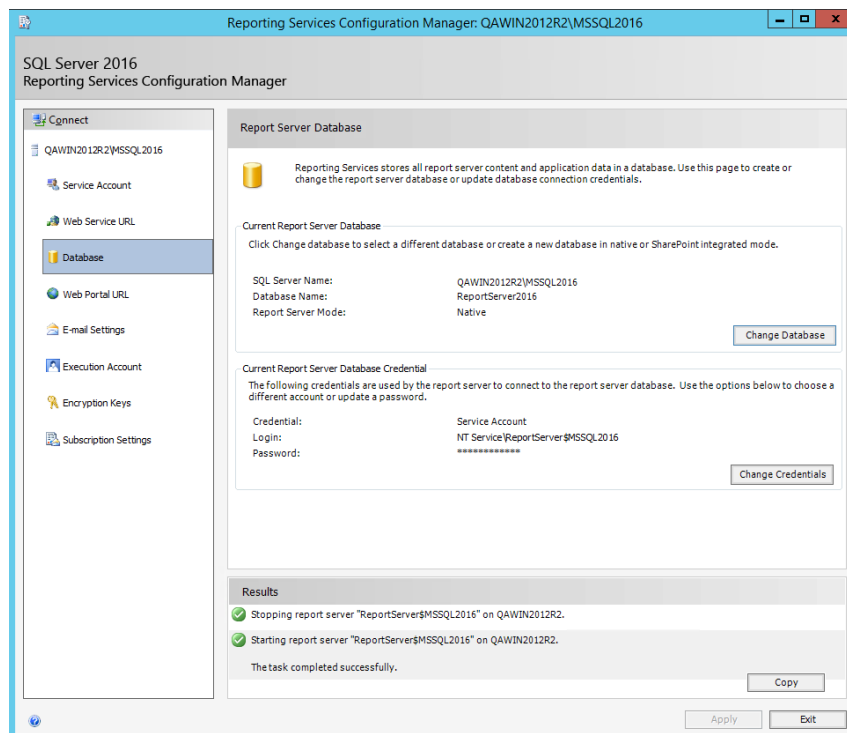 Reporting Services Configuration Manager: QAWIN2012R2\MSSQL2016
SQL Server 2016
Reporting Services Configuration Manager
Connect
QAWIN2012R2\MSSQL2016
Service Account
Web Service URL
Database
Web Portal URL
E-mail Settings
Execution Account
Encryption Keys
Subscription Settings
Report Server Database
Reporting Services stores all report server content and application data in a database. Use this page to create or
change the report server database or update database connection credentials.
Current Report Server Database
Click Change database to select a different database or create a new database in native or SharePoint integrated mode.
SQL Server Name: QAWIN2012R2\MSSQL2016
Database Name: ReportServer2016
Report Server Mode: Native
Change Database
Current Report Server Database Credential
The following credentials are used by the report server to connect to the report server database. Use the options below to choose a
different account or update a password.
Credential: Service Account
Login: NT Service\ReportServer$MSSQL2016
Password: ************
Change Credentials
Results
Stopping report server "ReportServer$MSSQL2016" on QAWIN2012R2.
Starting report server "ReportServer$MSSQL2016" on QAWIN2012R2.
The task completed successfully.
Copy
Apply
Exit